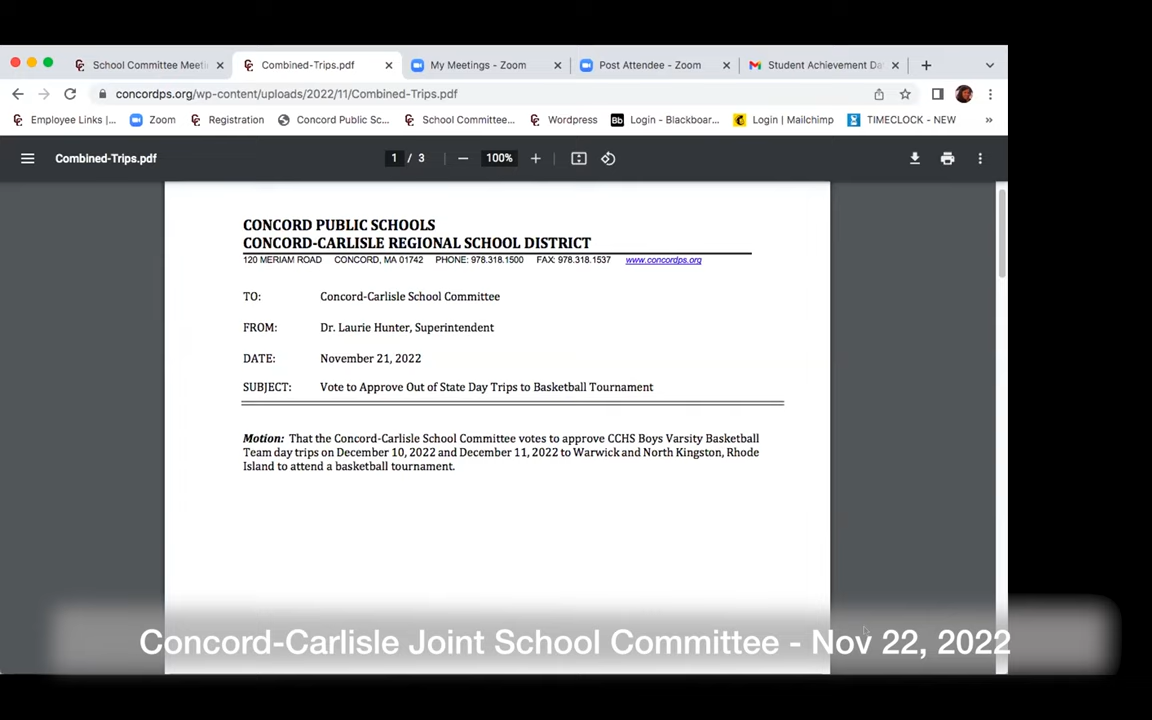 School Committee Meeti
Combined-Trips.pdf
My Meetings - Zoom
Post Attendee - Zoom
Student Achievement Da
concordps.org/wp-content/uploads/2022/11/Combined-Trips.pdf
Employee Links |...
Zoom
Registration
Concord Public Sc...
School Committee...
Wordpress
Bb
Login - Blackboar...
Login | Mailchimp
TIMECLOCK - NEW
»
Combined-Trips.pdf
1 / 3
100%
CONCORD PUBLIC SCHOOLS
CONCORD-CARLISLE REGIONAL SCHOOL DISTRICT
120 MERIAM ROAD CONCORD, MA 01742 PHONE: 978.318.1500 FAX: 978.318.1537 www.concordps.org
TO: Concord-Carlisle School Committee
FROM: Dr. Laurie Hunter, Superintendent
DATE: November 21, 2022
SUBJECT: Vote to Approve Out of State Day Trips to Basketball Tournament
Motion: That the Concord-Carlisle School Committee votes to approve CCHS Boys Varsity Basketball
Team day trips on December 10, 2022 and December 11, 2022 to Warwick and North Kingston, Rhode
Island to attend a basketball tournament.
Concord-Carlisle Joint School Committee - Nov 22, 2022